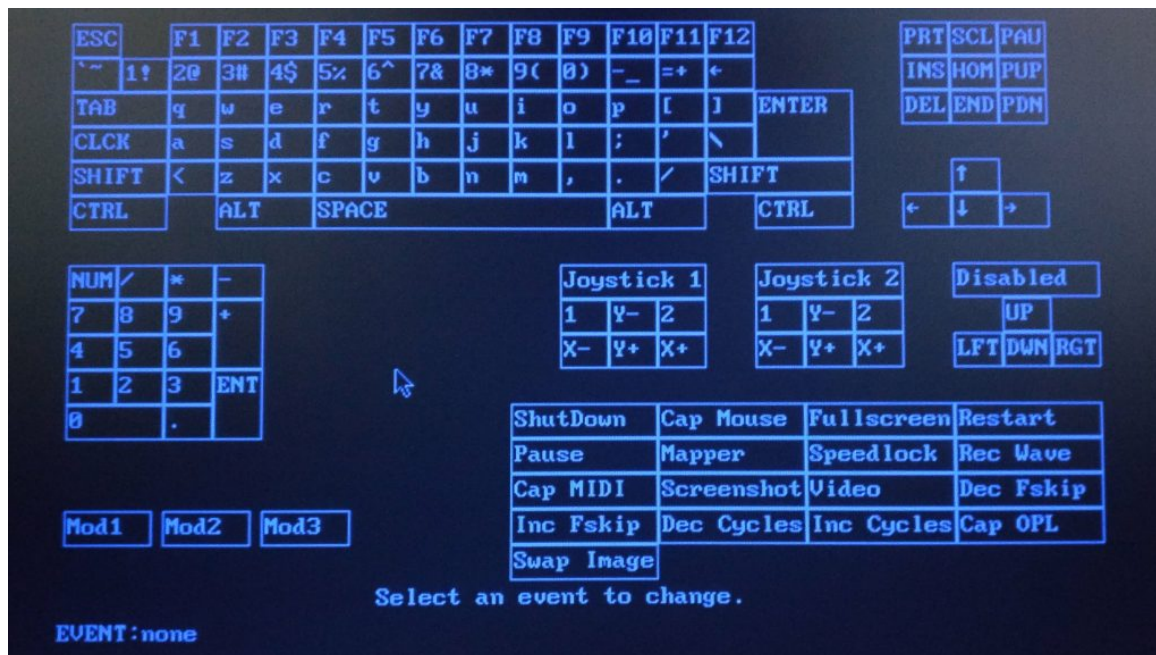 ESC F1 F2 F3 F4 F5 F6 F7 F8 F9 F10 F11 F12 PRT SCL PAU
`~ 1! 2@ 3# 4$ 5% 6^ 7& 8* 9( 0) -_ =+ ← INS HOM PUP
TAB q w e r t y u i o p [ ] ENTER DEL END PDN
CLCK a s d f g h j k l ; ' \
SHIFT < z x c v b n m , . / SHIFT ↑
CTRL ALT SPACE ALT CTRL ← ↓ →
NUM / * - Joystick 1 Joystick 2 Disabled
7 8 9 + 1 Y- 2 1 Y- 2 UP
4 5 6 X- Y+ X+ X- Y+ X+ LFT DWN RGT
1 2 3 ENT
0 .
ShutDown Cap Mouse Fullscreen Restart
Pause Mapper Speedlock Rec Wave
Cap MIDI Screenshot Video Dec Fskip
Mod1 Mod2 Mod3 Inc Fskip Dec Cycles Inc Cycles Cap OPL
Swap Image
Select an event to change.
EVENT:none